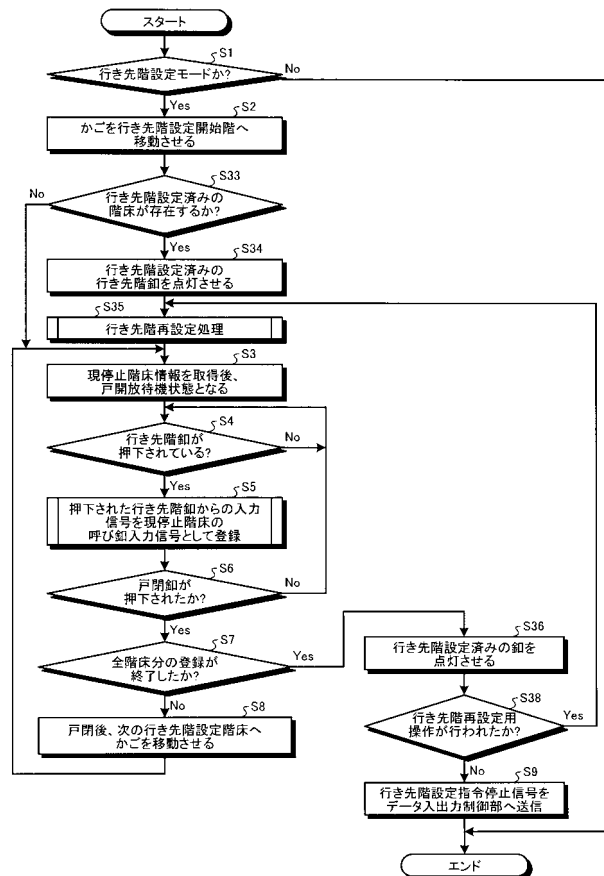 スタート
S1
行き先階設定モードか?
No
Yes
S2
かごを行き先階設定開始階へ
移動させる
S33
行き先階設定済みの
階床が存在するか?
No
Yes
S34
行き先階設定済みの
行き先階釦を点灯させる
S35
行き先階再設定処理
S3
現停止階床情報を取得後、
戸開放待機状態となる
S4
行き先階釦が
押下されている?
No
Yes
S5
押下された行き先階釦からの入力
信号を現停止階床の
呼び釦入力信号として登録
S6
戸閉釦が
押下されたか?
No
Yes
S7
全階床分の登録が
終了したか?
Yes
No
S8
戸閉後、次の行き先階設定階床へ
かごを移動させる
S36
行き先階設定済みの釦を
点灯させる
S38
行き先階再設定用
操作が行われたか?
Yes
No
S9
行き先階設定指令停止信号を
データ入出力制御部へ送信
エンド